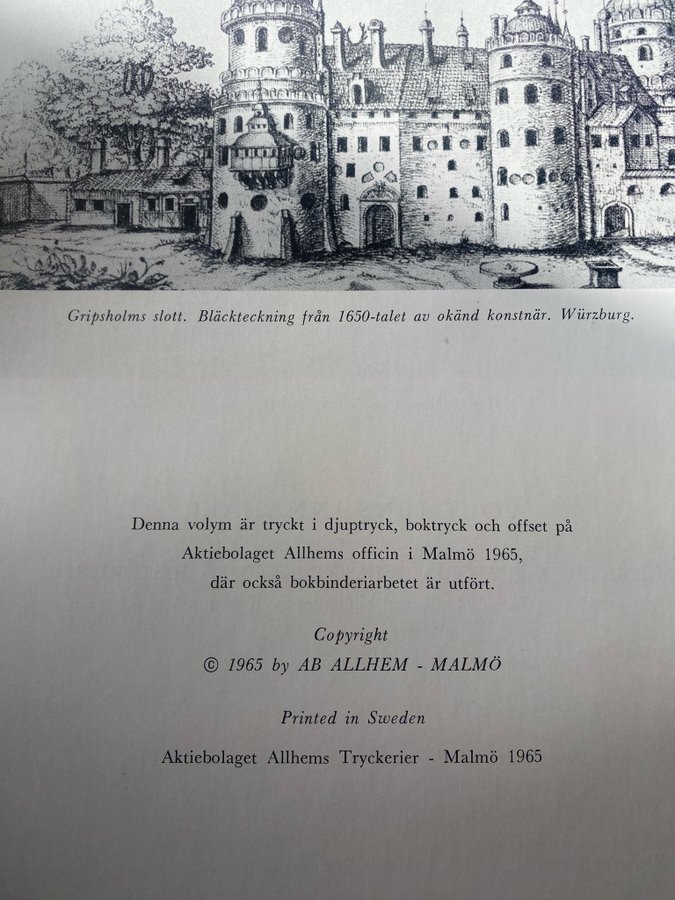 Gripsholms slott. Bläckteckning från 1650-talet av okänd konstnär. Würzburg.
Denna volym är tryckt i djuptryck, boktryck och offset på
Aktiebolaget Allhems officin i Malmö 1965,
där också bokbinderiarbetet är utfört.
Copyright
© 1965 by AB ALLHEM - MALMÖ
Printed in Sweden
Aktiebolaget Allhems Tryckerier - Malmö 1965